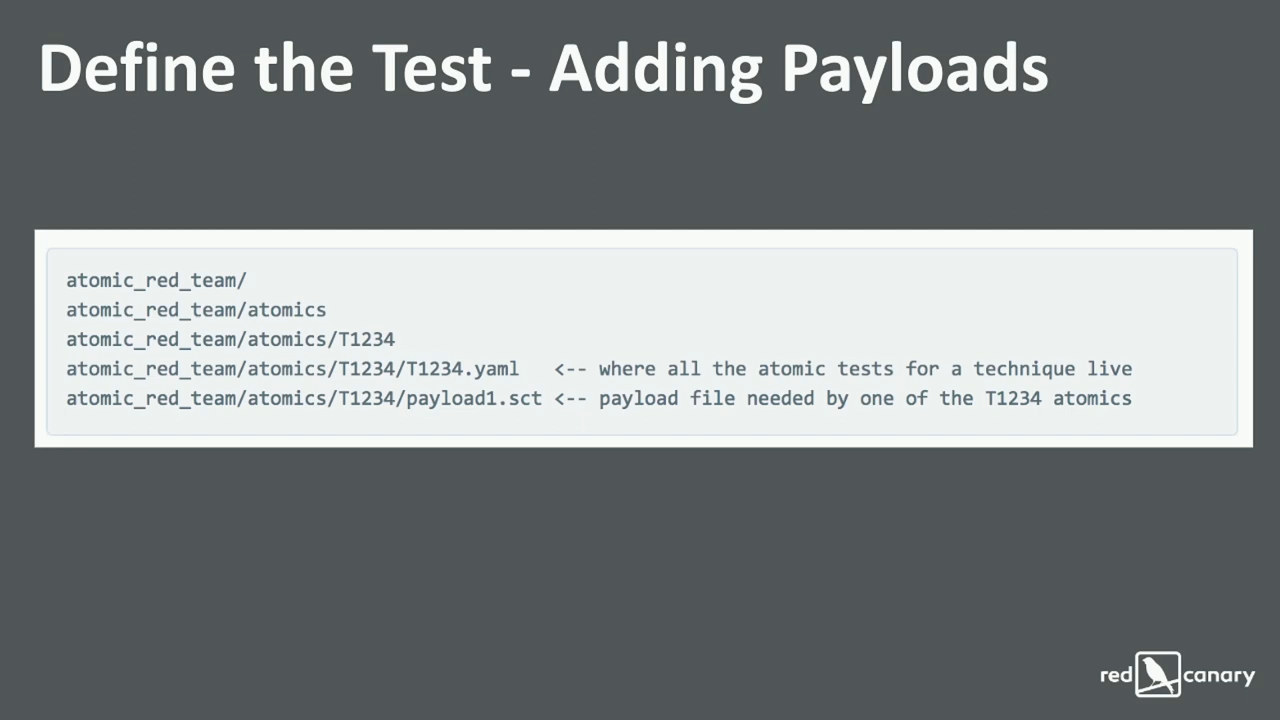 Define the Test - Adding Payloads
atomic_red_team/
atomic_red_team/atomics
atomic_red_team/atomics/T1234
atomic_red_team/atomics/T1234/T1234.yaml   <-- where all the atomic tests for a technique live
atomic_red_team/atomics/T1234/payload1.sct <-- payload file needed by one of the T1234 atomics
red canary